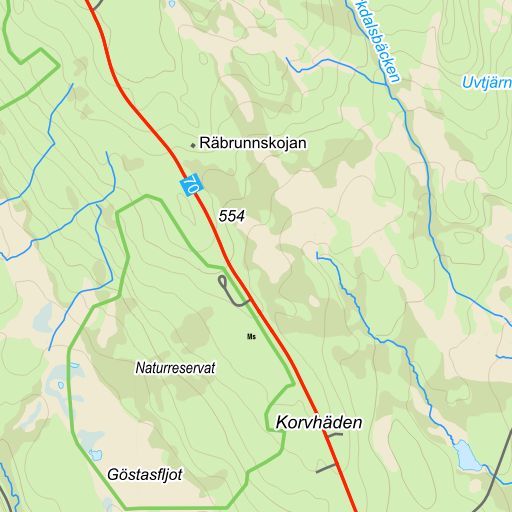 kdalsbäcken
Uvtjärn
Räbrunnskojan
70
554
Ms
Naturreservat
Korvhäden
Göstasfljot